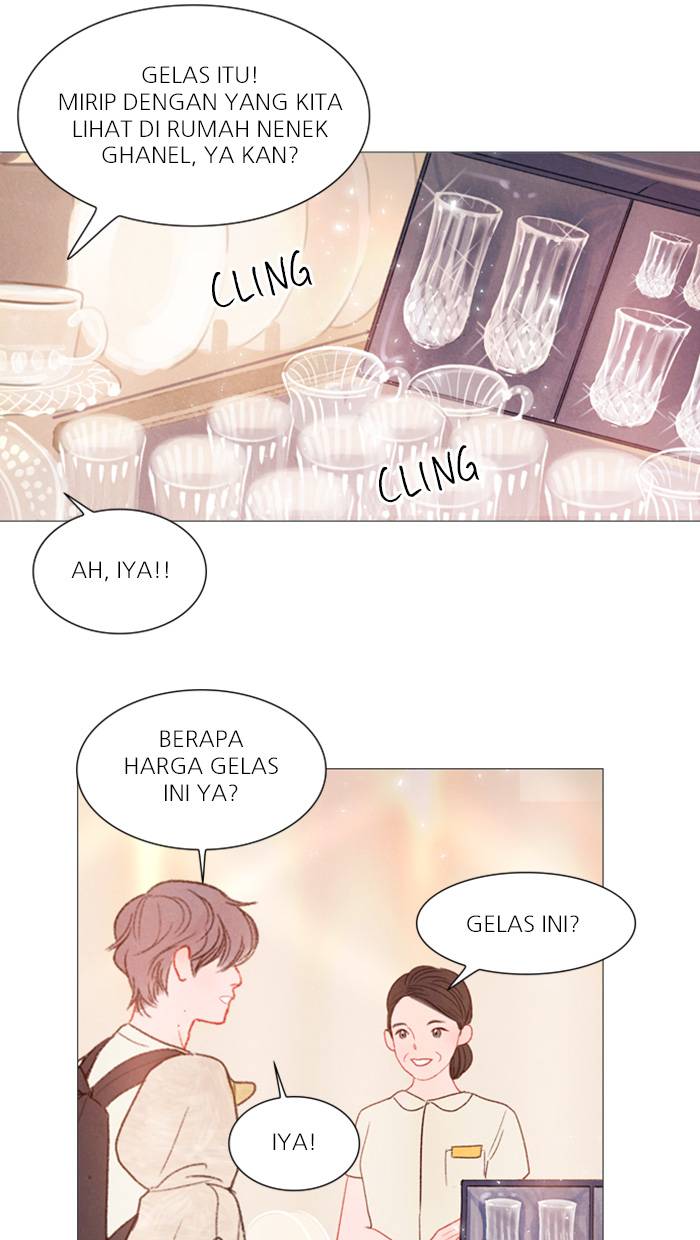 GELAS ITU!
MIRIP DENGAN YANG KITA
LIHAT DI RUMAH NENEK
GHANEL, YA KAN?
CLING
CLING
AH, IYA!!
BERAPA
HARGA GELAS
INI YA?
GELAS INI?
IYA!